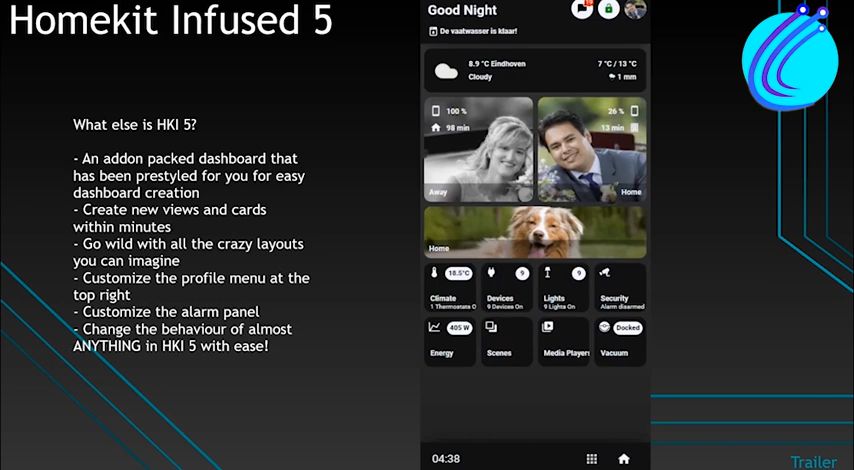 Homekit Infused 5
What else is HKI 5?
- An addon packed dashboard that
has been prestyled for you for easy
dashboard creation
- Create new views and cards
within minutes
- Go wild with all the crazy layouts
you can imagine
- Customize the profile menu at the
top right
- Customize the alarm panel
- Change the behaviour of almost
ANYTHING in HKI 5 with ease!
Good Night
De vaatwasser is klaar!
8.9 °C Eindhoven
Cloudy
7 °C / 13 °C
1 mm
100 %
98 min
Away
26 %
13 min
Home
Home
18.5°C
Climate
1 Thermostats O
9
Devices
9 Devices On
9
Lights
9 Lights On
Security
Alarm disarmed
405 W
Energy
Scenes
Media Players
Docked
Vacuum
04:38
Trailer